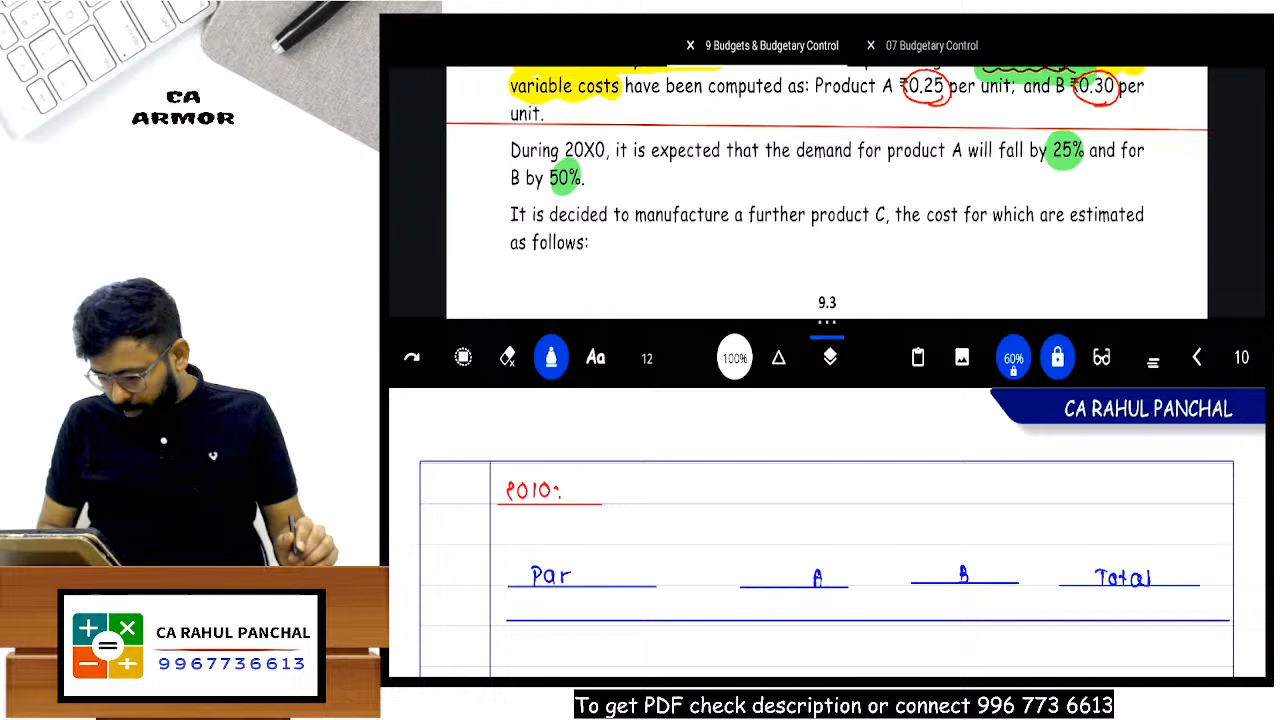 CA
ARMOR
9 Budgets & Budgetary Control
07 Budgetary Control
variable costs have been computed as: Product A ₹0.25 per unit; and B ₹0.30 per
unit.
During 20X0, it is expected that the demand for product A will fall by 25% and for
B by 50%.
It is decided to manufacture a further product C, the cost for which are estimated
as follows:
9.3
Aa
12
100%
60%
10
CA RAHUL PANCHAL
Par A B Total
CA RAHUL PANCHAL
9967736613
To get PDF check description or connect 996 773 6613